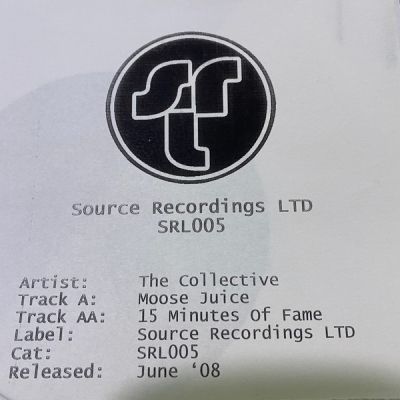 srl
Source Recordings LTD
SRL005
Artist: The Collective
Track A: Moose Juice
Track AA: 15 Minutes Of Fame
Label: Source Recordings LTD
Cat: SRL005
Released: June ‘08